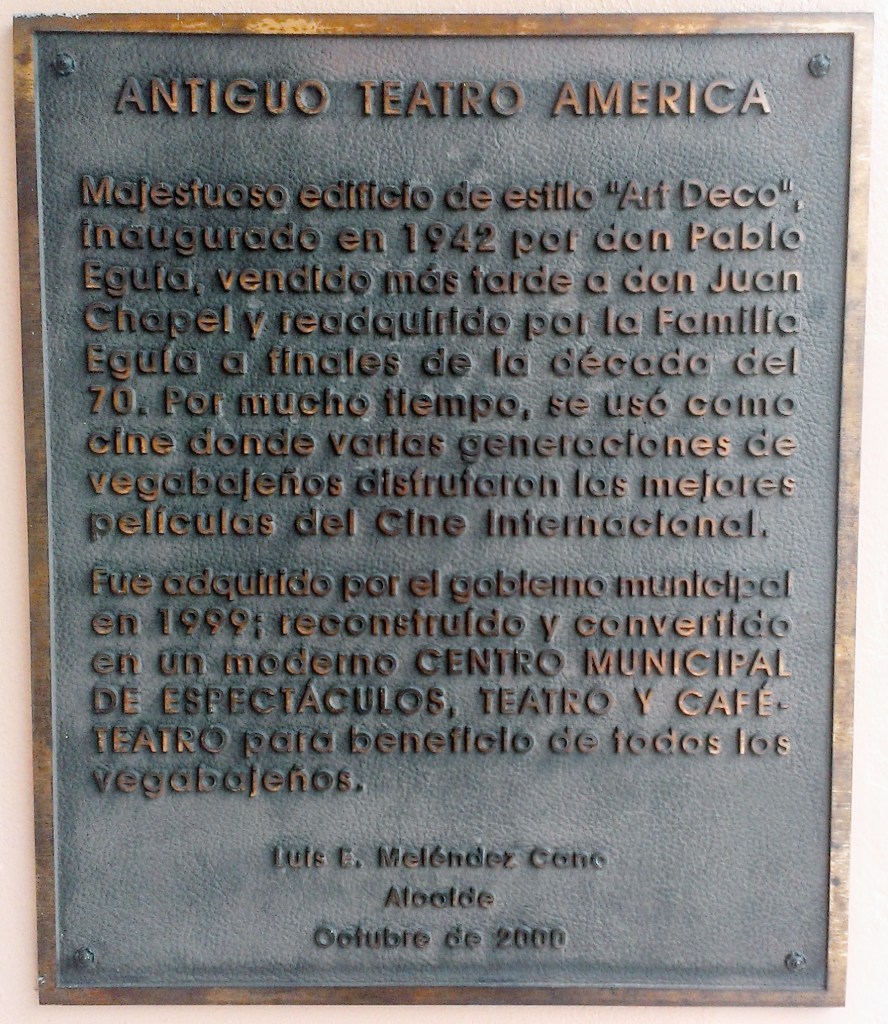 ANTIGUO TEATRO AMERICA
Majestuoso edificio de estilo "Art Deco",
inaugurado en 1942 por don Pablo
Eguía, vendido más tarde a don Juan
Chapel y readquirido por la Familia
Eguía a finales de la década del
70. Por mucho tiempo, se usó como
cine donde varias generaciones de
vegabajeños disfrutaron las mejores
películas del Cine Internacional.
Fue adquirido por el gobierno municipal
en 1999; reconstruído y convertido
en un moderno CENTRO MUNICIPAL
DE ESPECTÁCULOS, TEATRO Y CAFÉ-
TEATRO para beneficio de todos los
vegabajeños.
Luis E. Meléndez Cano
Alcalde
Octubre de 2000